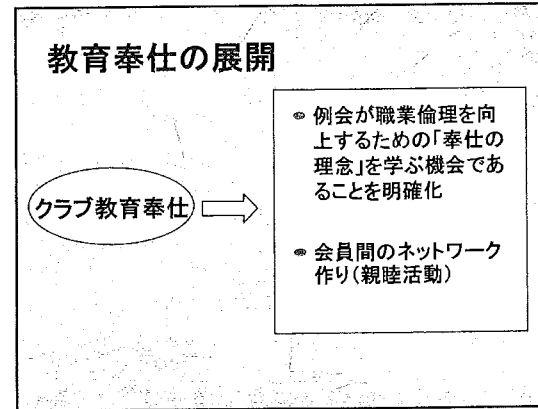 教育奉仕の展開
クラブ教育奉仕
例会が職業倫理を向
上するための「奉仕の
理念」を学ぶ機会であ
ることを明確化
会員間のネットワーク
作り(親睦活動)